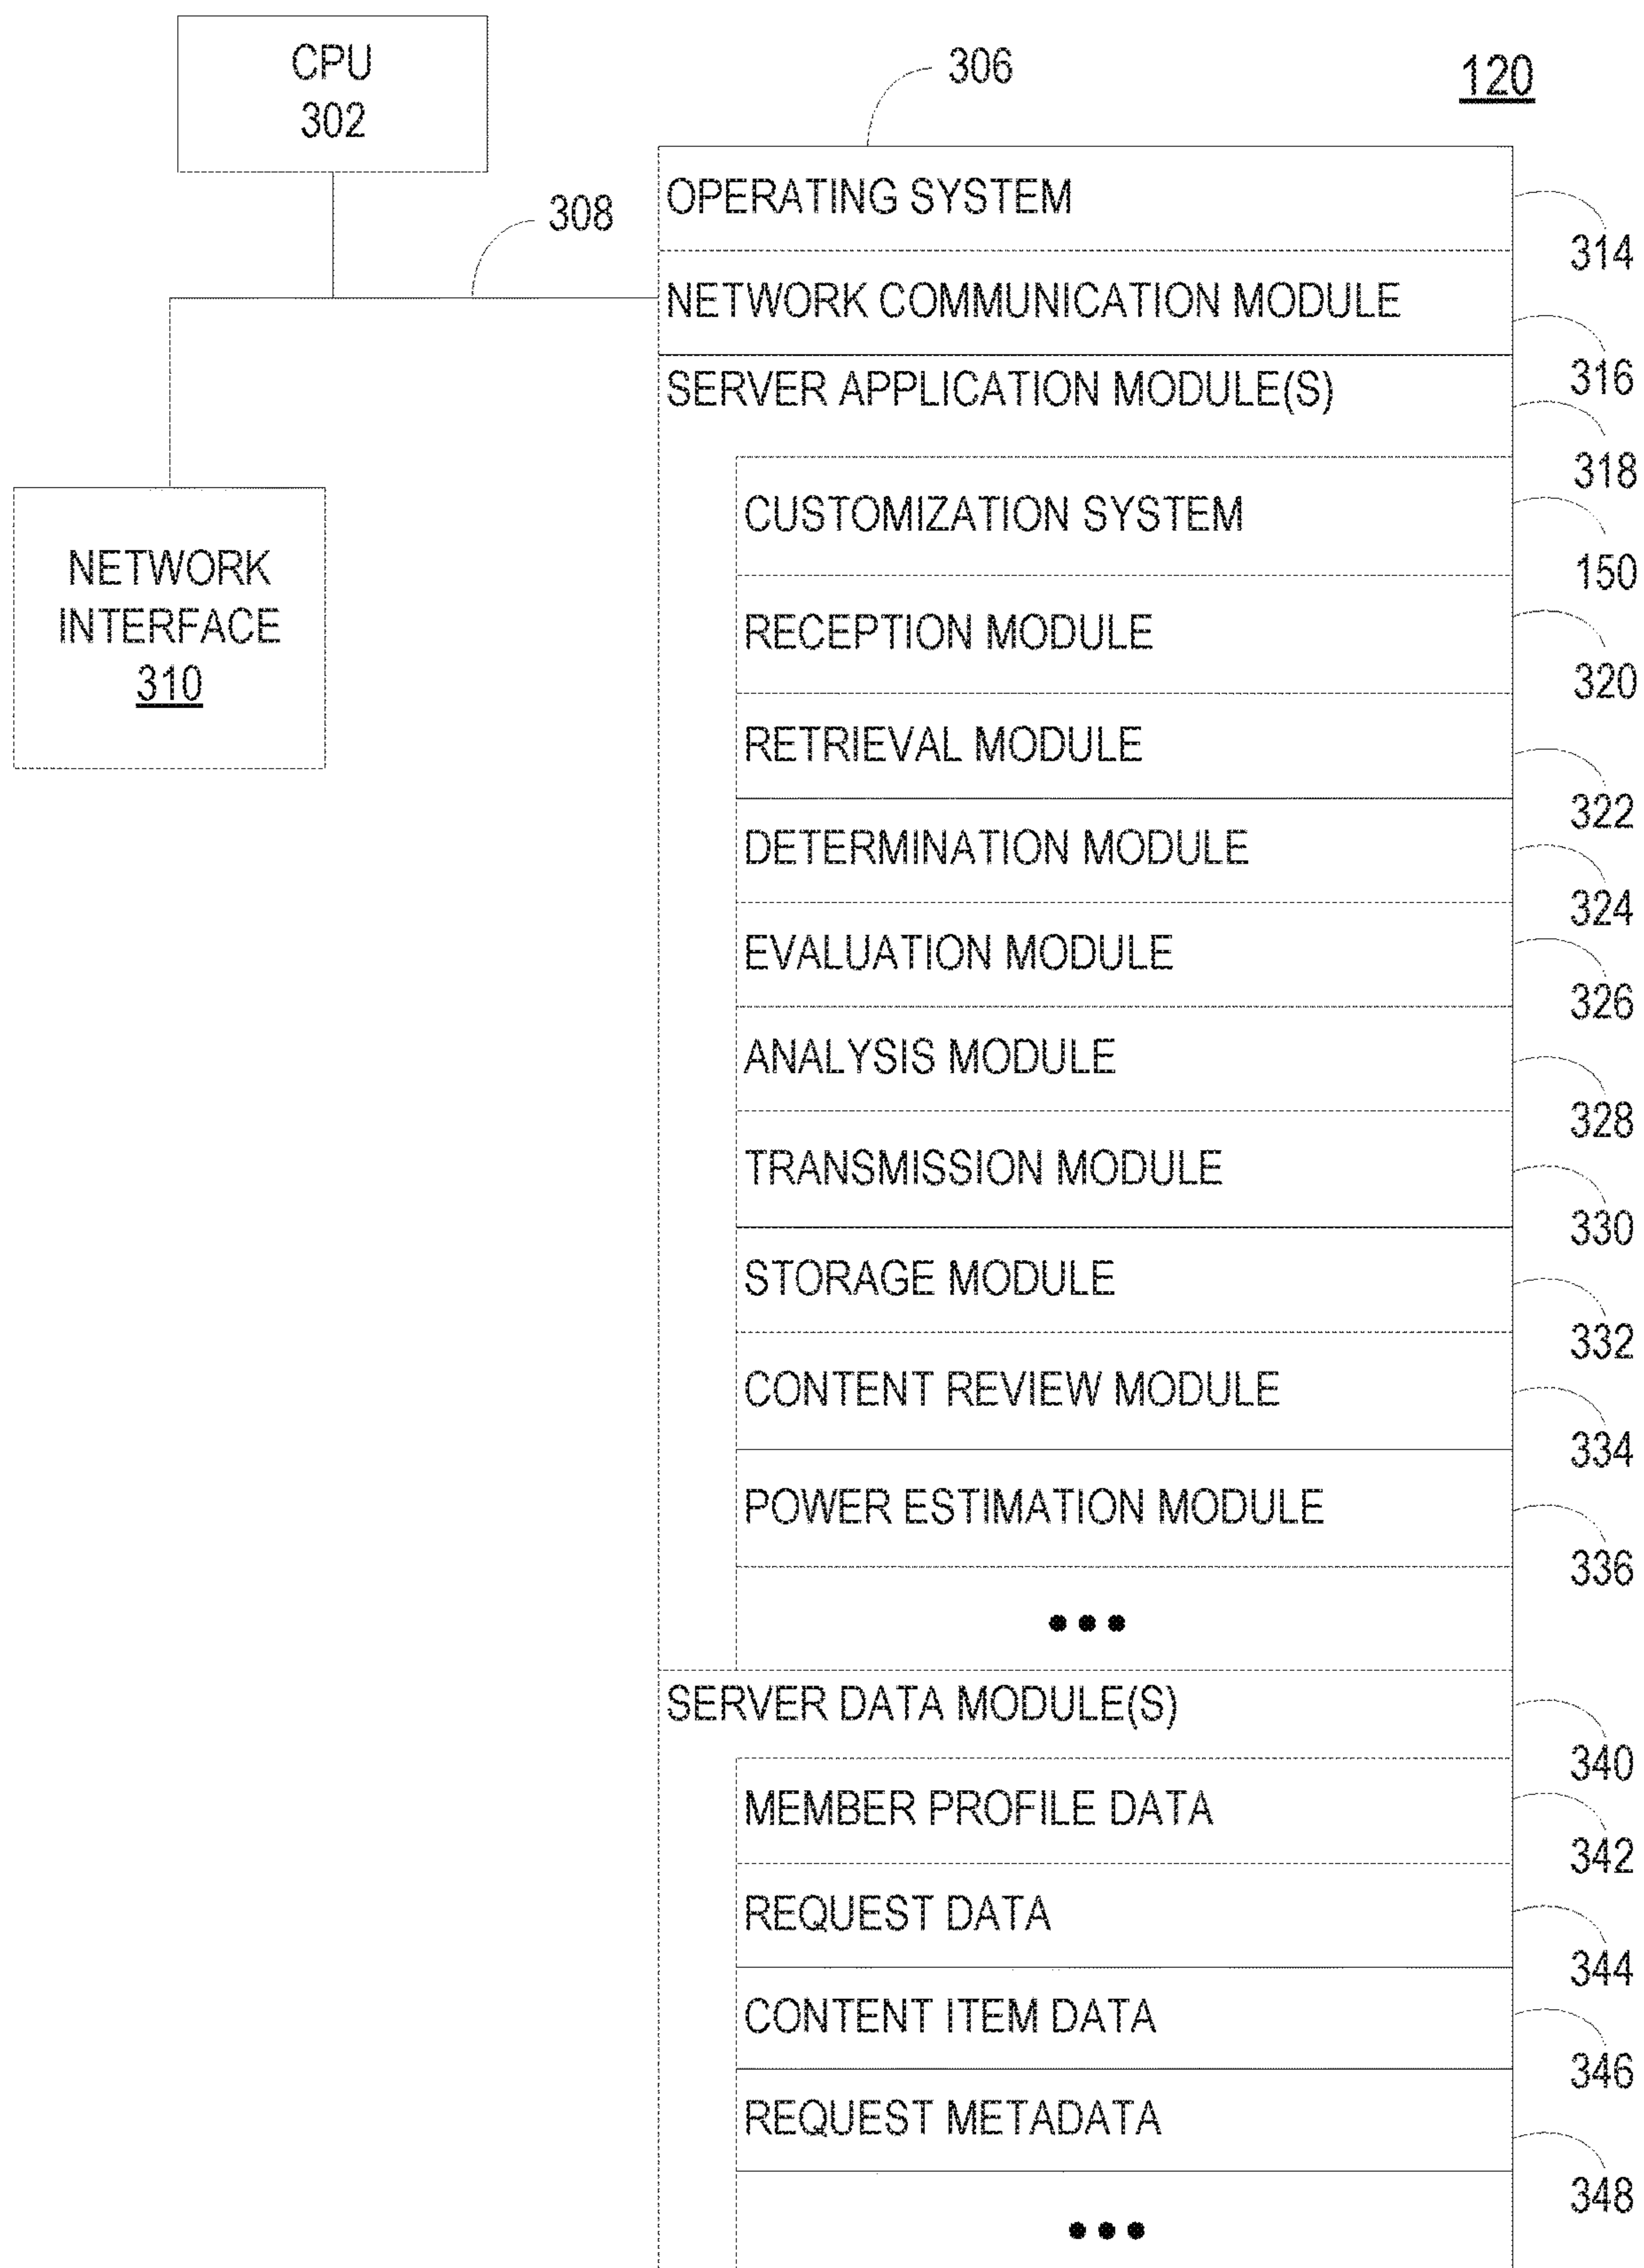 CPU
302
306
120
308
OPERATING SYSTEM
314
NETWORK COMMUNICATION MODULE
316
SERVER APPLICATION MODULE(S)
318
CUSTOMIZATION SYSTEM
150
NETWORK
INTERFACE
310
RECEPTION MODULE
320
RETRIEVAL MODULE
322
DETERMINATION MODULE
324
EVALUATION MODULE
326
ANALYSIS MODULE
328
TRANSMISSION MODULE
330
STORAGE MODULE
332
CONTENT REVIEW MODULE
334
POWER ESTIMATION MODULE
336
•••
SERVER DATA MODULE(S)
340
MEMBER PROFILE DATA
342
REQUEST DATA
344
CONTENT ITEM DATA
346
REQUEST METADATA
348
•••